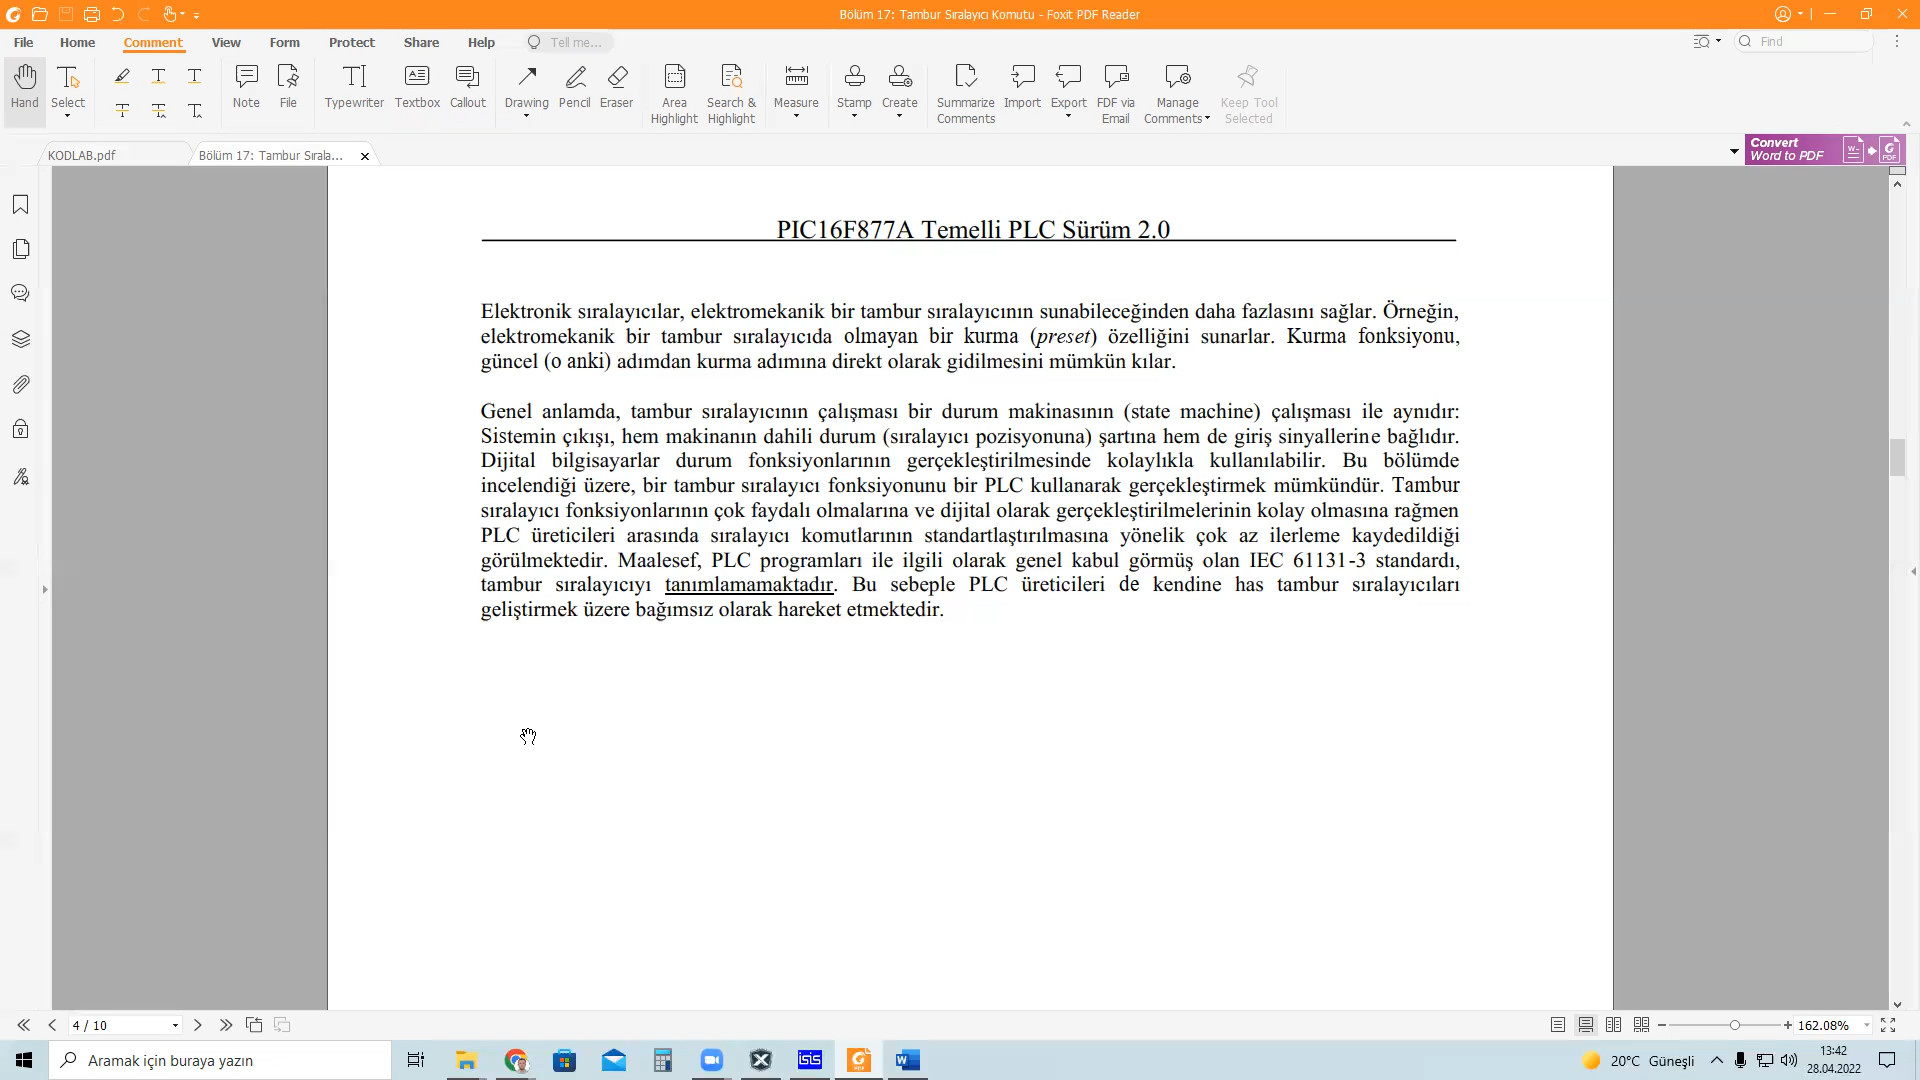 Bölüm 17: Tambur Sıralayıcı Komutu - Foxit PDF Reader
File Home Comment View Form Protect Share Help Tell me... Find
Hand Select Note File Typewriter Textbox Callout Drawing Pencil Eraser Area Highlight Search & Highlight Measure Stamp Create Summarize Comments Import Export FDF via Email Manage Comments Keep Tool Selected
KODLAB.pdf Bölüm 17: Tambur Sırala...
Convert
Word to PDF
PIC16F877A Temelli PLC Sürüm 2.0
Elektronik sıralayıcılar, elektromekanik bir tambur sıralayıcının sunabileceğinden daha fazlasını sağlar. Örneğin,
elektromekanik bir tambur sıralayıcıda olmayan bir kurma (preset) özelliğini sunarlar. Kurma fonksiyonu,
güncel (o anki) adımdan kurma adımına direkt olarak gidilmesini mümkün kılar.
Genel anlamda, tambur sıralayıcının çalışması bir durum makinasının (state machine) çalışması ile aynıdır:
Sistemin çıkışı, hem makinanın dahili durum (sıralayıcı pozisyonuna) şartına hem de giriş sinyallerine bağlıdır.
Dijital bilgisayarlar durum fonksiyonlarının gerçekleştirilmesinde kolaylıkla kullanılabilir. Bu bölümde
incelendiği üzere, bir tambur sıralayıcı fonksiyonunu bir PLC kullanarak gerçekleştirmek mümkündür. Tambur
sıralayıcı fonksiyonlarının çok faydalı olmalarına ve dijital olarak gerçekleştirilmelerinin kolay olmasına rağmen
PLC üreticileri arasında sıralayıcı komutlarının standartlaştırılmasına yönelik çok az ilerleme kaydedildiği
görülmektedir. Maalesef, PLC programları ile ilgili olarak genel kabul görmüş olan IEC 61131-3 standardı,
tambur sıralayıcıyı tanımlamamaktadır. Bu sebeple PLC üreticileri de kendine has tambur sıralayıcıları
geliştirmek üzere bağımsız olarak hareket etmektedir.
4 / 10 162.08%
Aramak için buraya yazın isis 20°C Güneşli 13:42
28.04.2022